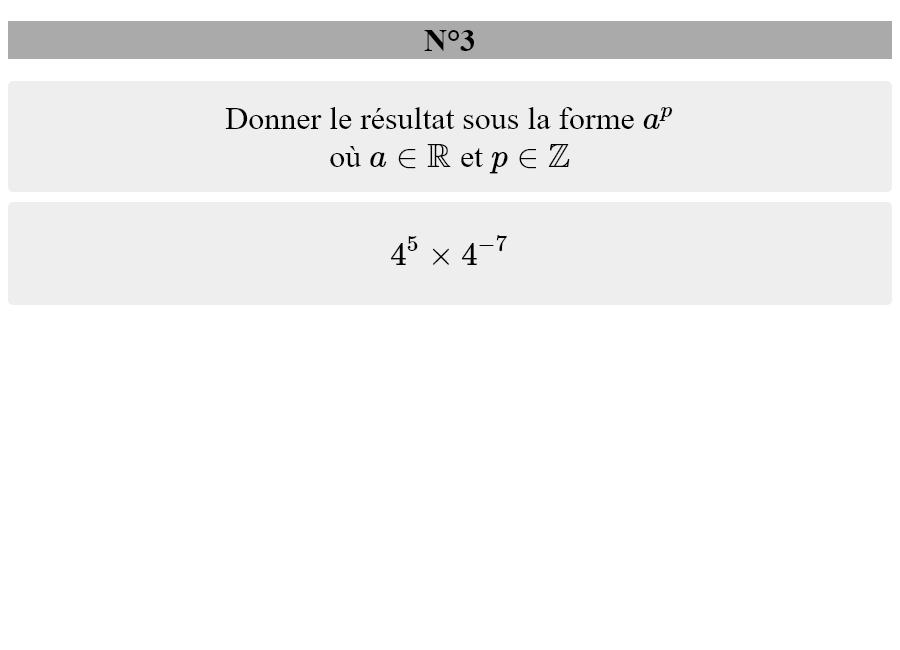 N°3
Donner le résultat sous la forme $a^p$
où $a \in \mathbb{R}$ et $p \in \mathbb{Z}$
$4^5 \times 4^{-7}$